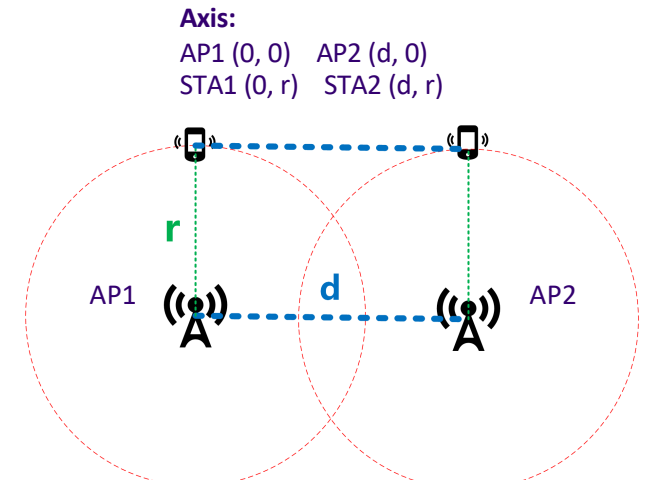 Axis:
AP1 (0, 0) AP2 (d, 0)
STA1 (0, r) STA2 (d, r)
r
AP1
d
AP2